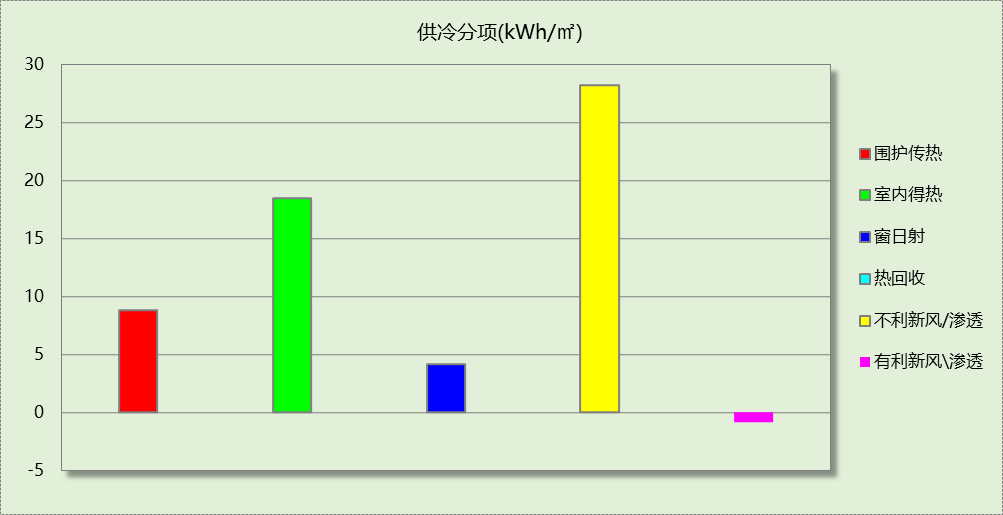 供冷分项(kWh/㎡)
30
25
20
15
10
5
0
-5
围护传热
室内得热
窗日射
热回收
不利新风/渗透
有利新风\渗透